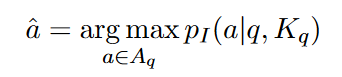 â = arg max p_I(a|q, K_q)
a∈A_q